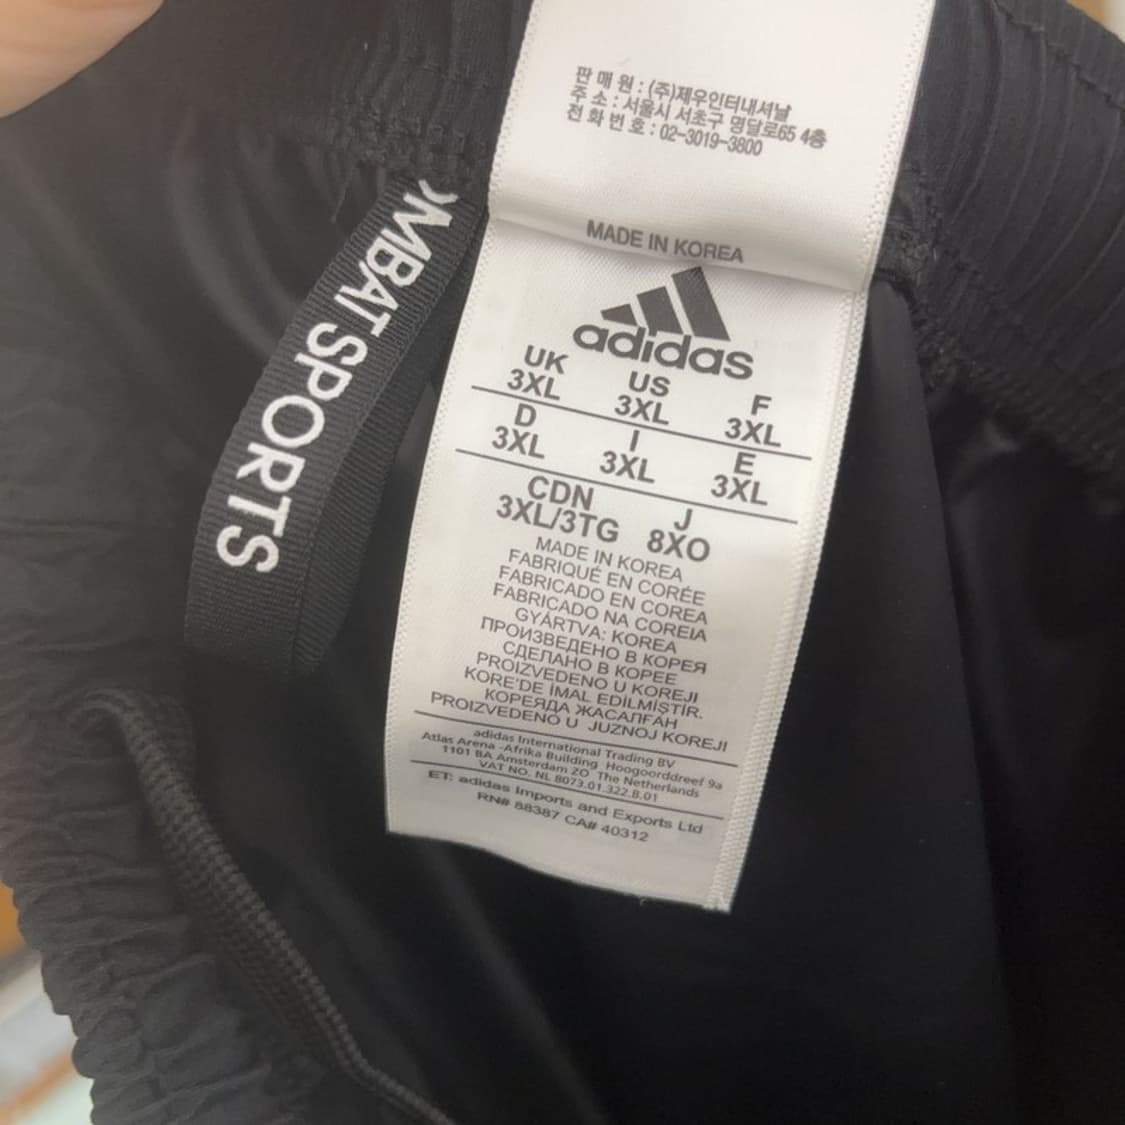 판 매 원 : (주)제우인터내셔날
주 소 : 서울시 서초구 명달로65 4층
전 화 번 호 : 02-3019-3800
MADE IN KOREA
adidas
UK US F
3XL 3XL 3XL
D I E
3XL 3XL 3XL
CDN J
3XL/3TG 8XO
MADE IN KOREA
FABRIQUÉ EN CORÉE
FABRICADO EN COREA
FABRICADO NA COREIA
GYÁRTVA: KOREA
ПРОИЗВЕДЕНО В КОРЕЯ
СДЕЛАНО В КОРЕЕ
PROIZVEDENO U KOREJI
KORE'DE İMAL EDİLMİSTİR.
КОРЕЯДА ЖАСАЛҒАН
PROIZVEDENO U JUZNOJ KOREJI
adidas International Trading BV
Atlas Arena -Afrika Building Hoogoorddreef 9a
1101 BA Amsterdam ZO The Netherlands
VAT NO. NL 8073.01.322.B.01
ET: adidas Imports and Exports Ltd
RN# 88387 CA# 40312
OMBAT SPORTS